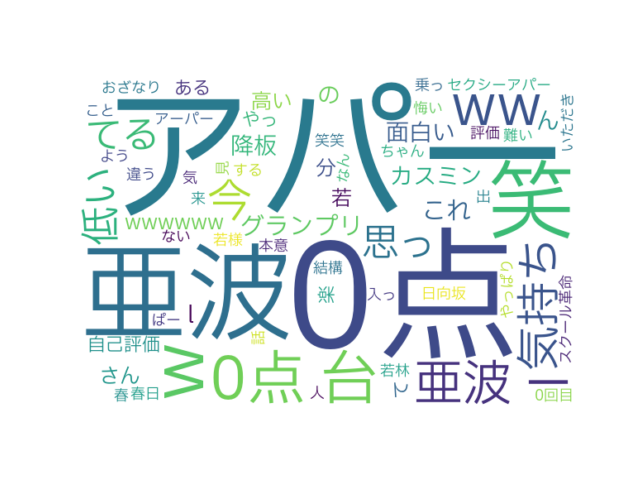 おざなり ある 高い の 乗っ セクシーアパー
こと アーパー やっ 悔い いただき
アパー WW ん
てる 降板 笑笑 面白い 評価 難い
よう 違う 気 見 する 分 なん ちゃん
低い 今 来 若 カスミン 笑
wwwwww グランプリ これ 出
ない 若様 本意 思っ
亜波 0点 気持ち
結構 楽 入っ 日向坂 やっぱり
ぱー l スクール革命
自己評価 話
W 0点 台 若林 て 亜波 ー
さん 春 春日 人 0回目